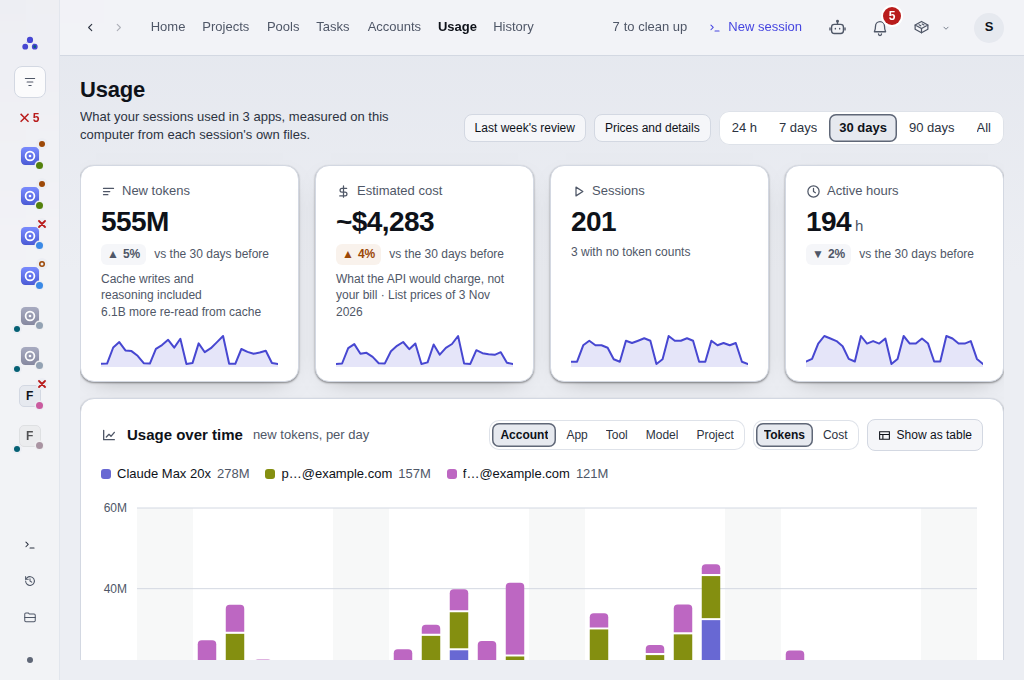 Home Projects Pools Tasks Accounts Usage History 7 to clean up New session 5 S
5
F
F
Usage
What your sessions used in 3 apps, measured on this
computer from each session's own files.
Last week's review Prices and details 24 h 7 days 30 days 90 days All
New tokens
555M
▲ 5% vs the 30 days before
Cache writes and
reasoning included
6.1B more re-read from cache
Estimated cost
~$4,283
▲ 4% vs the 30 days before
What the API would charge, not
your bill · List prices of 3 Nov
2026
Sessions
201
3 with no token counts
Active hours
194 h
▼ 2% vs the 30 days before
Usage over time new tokens, per day
Account App Tool Model Project Tokens Cost Show as table
Claude Max 20x 278M p…@example.com 157M f…@example.com 121M
60M
40M